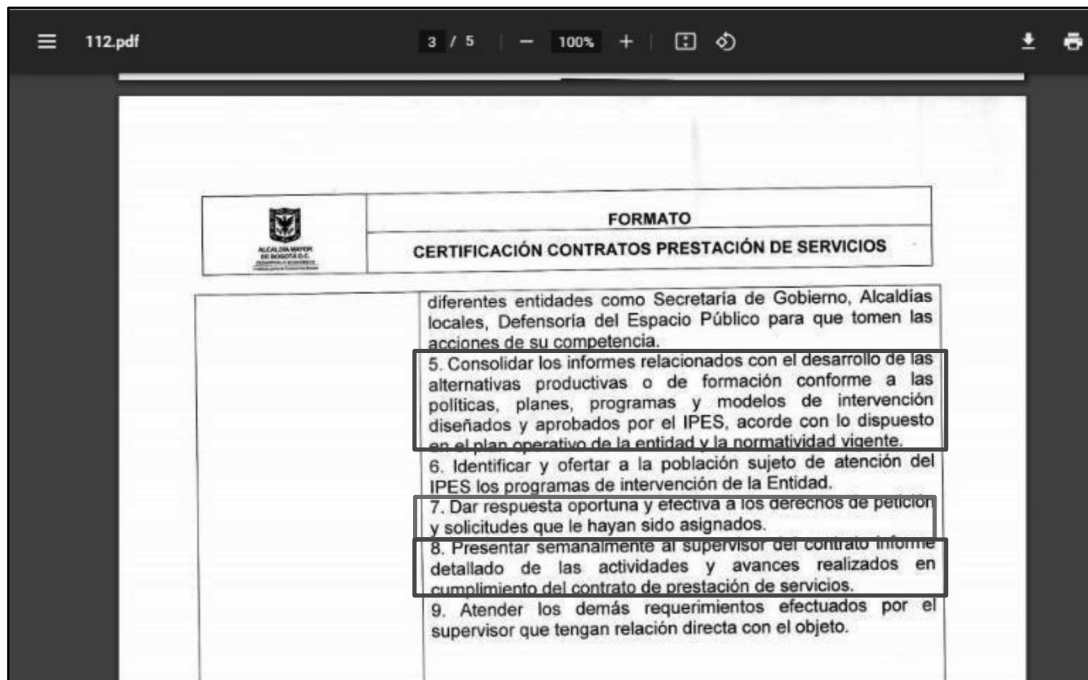 112.pdf
3 / 5
100%
FORMATO
ALCALDÍA MAYOR
DE BOGOTÁ D.C.
CERTIFICACIÓN CONTRATOS PRESTACIÓN DE SERVICIOS
diferentes entidades como Secretaría de Gobierno, Alcaldías
locales, Defensoría del Espacio Público para que tomen las
acciones de su competencia.
5. Consolidar los informes relacionados con el desarrollo de las
alternativas productivas o de formación conforme a las
políticas, planes, programas y modelos de intervención
diseñados y aprobados por el IPES, acorde con lo dispuesto
en el plan operativo de la entidad y la normatividad vigente.
6. Identificar y ofertar a la población sujeto de atención del
IPES los programas de intervención de la Entidad.
7. Dar respuesta oportuna y efectiva a los derechos de petición
y solicitudes que le hayan sido asignados.
8. Presentar semanalmente al supervisor del contrato informe
detallado de las actividades y avances realizados en
cumplimiento del contrato de prestación de servicios.
9. Atender los demás requerimientos efectuados por el
supervisor que tengan relación directa con el objeto.